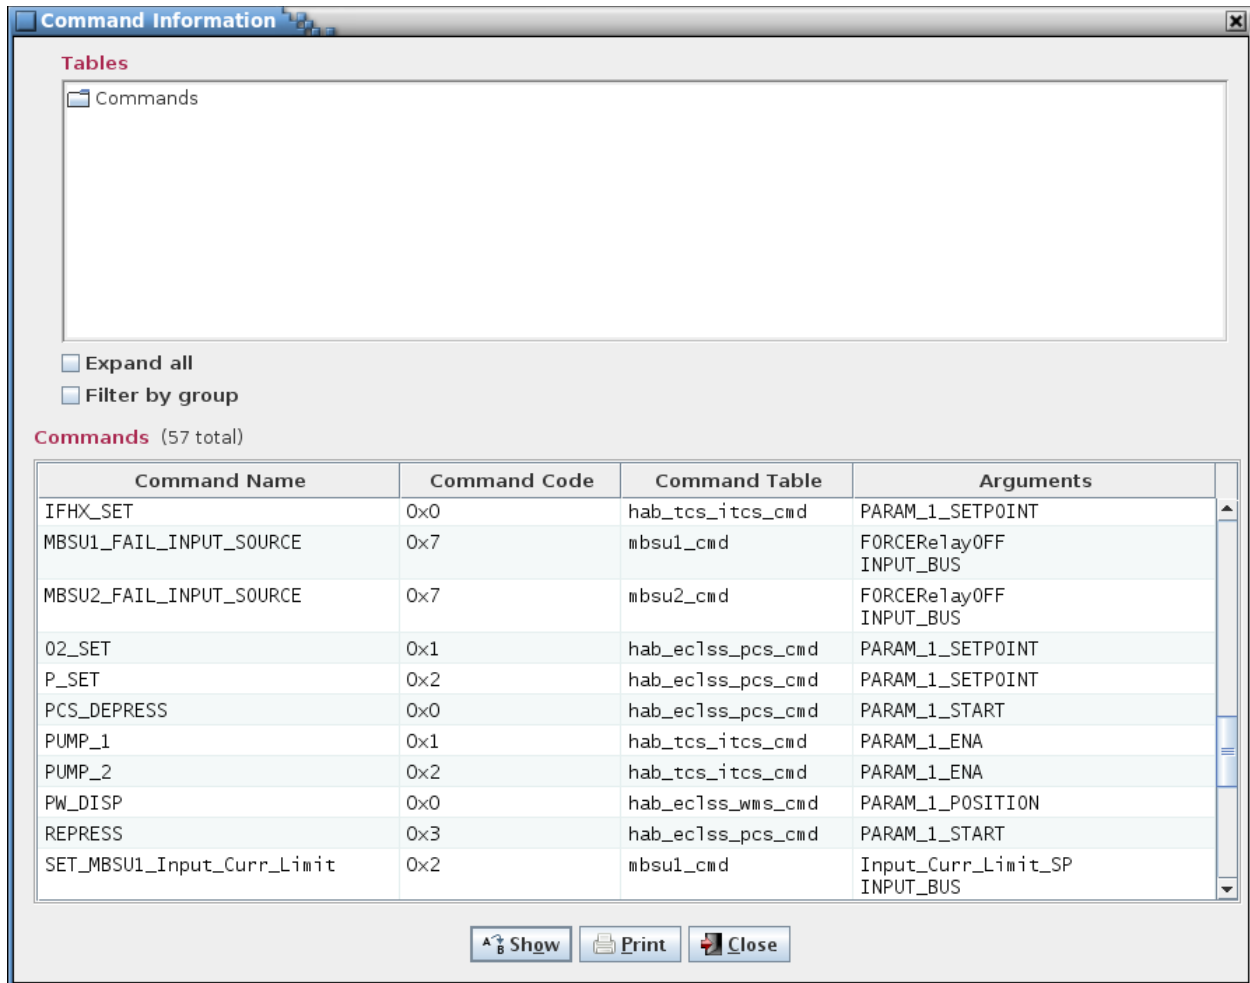 Command Information
Tables
Commands
Expand all
Filter by group
Commands (57 total)
Command Name Command Code Command Table Arguments
IFHX_SET 0x0 hab_tcs_itcs_cmd PARAM_1_SETPOINT
MBSU1_FAIL_INPUT_SOURCE 0x7 mbsu1_cmd FORCERelayOFF
INPUT_BUS
MBSU2_FAIL_INPUT_SOURCE 0x7 mbsu2_cmd FORCERelayOFF
INPUT_BUS
O2_SET 0x1 hab_eclss_pcs_cmd PARAM_1_SETPOINT
P_SET 0x2 hab_eclss_pcs_cmd PARAM_1_SETPOINT
PCS_DEPRESS 0x0 hab_eclss_pcs_cmd PARAM_1_START
PUMP_1 0x1 hab_tcs_itcs_cmd PARAM_1_ENA
PUMP_2 0x2 hab_tcs_itcs_cmd PARAM_1_ENA
PW_DISP 0x0 hab_eclss_wms_cmd PARAM_1_POSITION
REPRESS 0x3 hab_eclss_pcs_cmd PARAM_1_START
SET_MBSU1_Input_Curr_Limit 0x2 mbsu1_cmd Input_Curr_Limit_SP
INPUT_BUS
A B Show Print Close